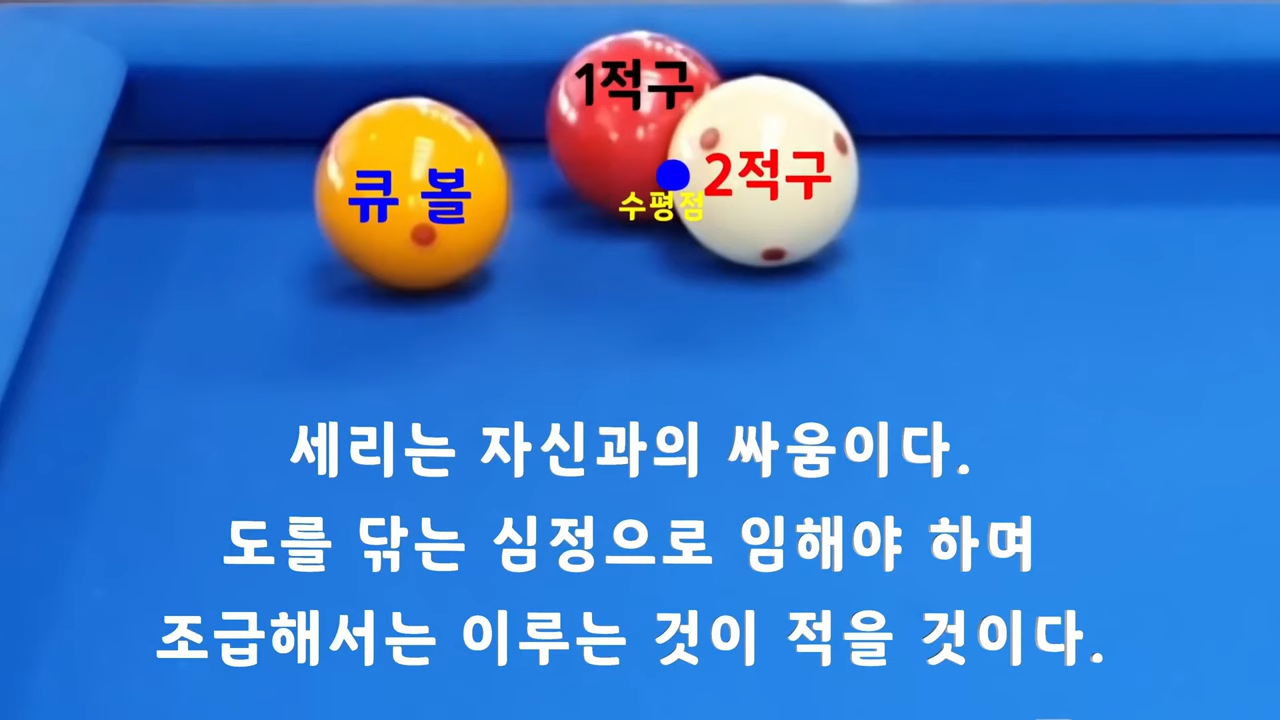 1적구
큐 볼
2적구
수평점
세리는 자신과의 싸움이다.
도를 닦는 심정으로 임해야 하며
조급해서는 이루는 것이 적을 것이다.